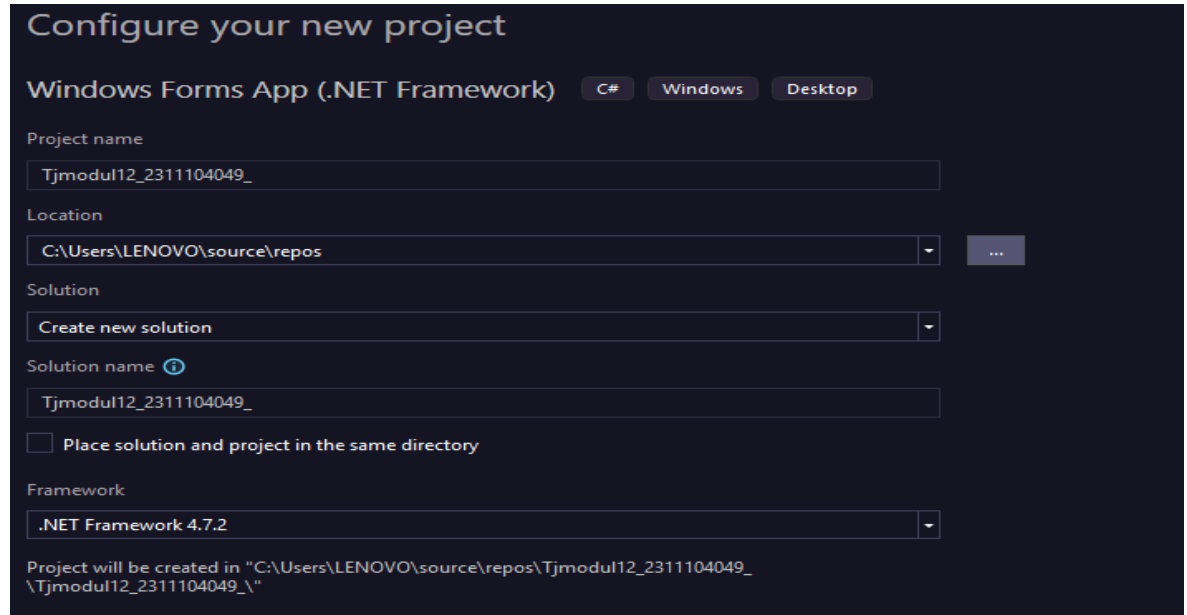 Configure your new project
Windows Forms App (.NET Framework) C# Windows Desktop
Project name
Tjmodul12_2311104049_
Location
C:\Users\LENOVO\source\repos
...
Solution
Create new solution
Solution name
Tjmodul12_2311104049_
Place solution and project in the same directory
Framework
.NET Framework 4.7.2
Project will be created in "C:\Users\LENOVO\source\repos\Tjmodul12_2311104049_
\Tjmodul12_2311104049_\"